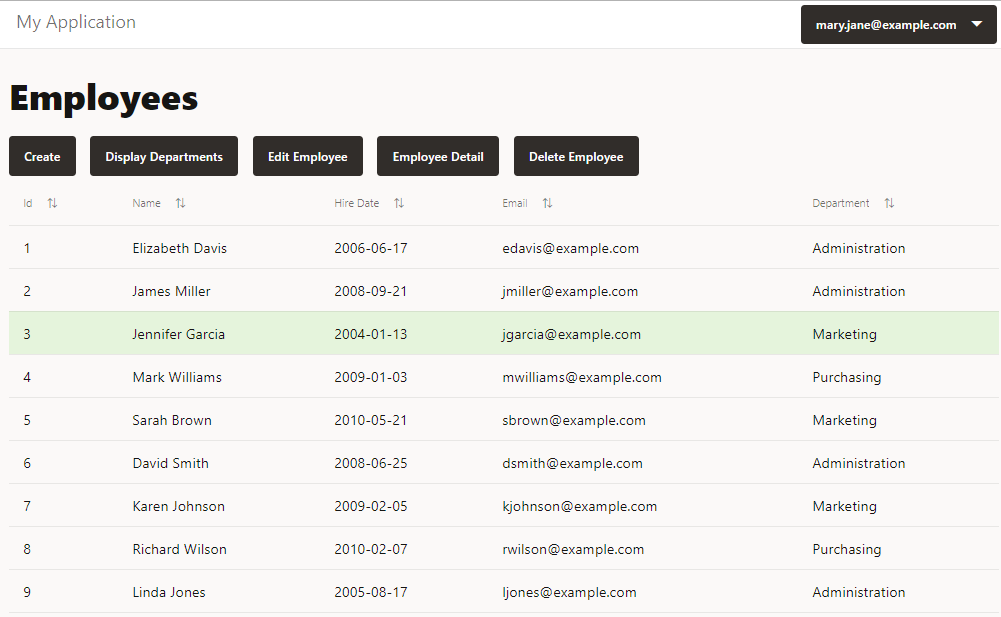 My Application
mary.jane@example.com
Employees
Create Display Departments Edit Employee Employee Detail Delete Employee
Id Name Hire Date Email Department
1 Elizabeth Davis 2006-06-17 edavis@example.com Administration
2 James Miller 2008-09-21 jmiller@example.com Administration
3 Jennifer Garcia 2004-01-13 jgarcia@example.com Marketing
4 Mark Williams 2009-01-03 mwilliams@example.com Purchasing
5 Sarah Brown 2010-05-21 sbrown@example.com Marketing
6 David Smith 2008-06-25 dsmith@example.com Administration
7 Karen Johnson 2009-02-05 kjohnson@example.com Marketing
8 Richard Wilson 2010-02-07 rwilson@example.com Purchasing
9 Linda Jones 2005-08-17 ljones@example.com Administration